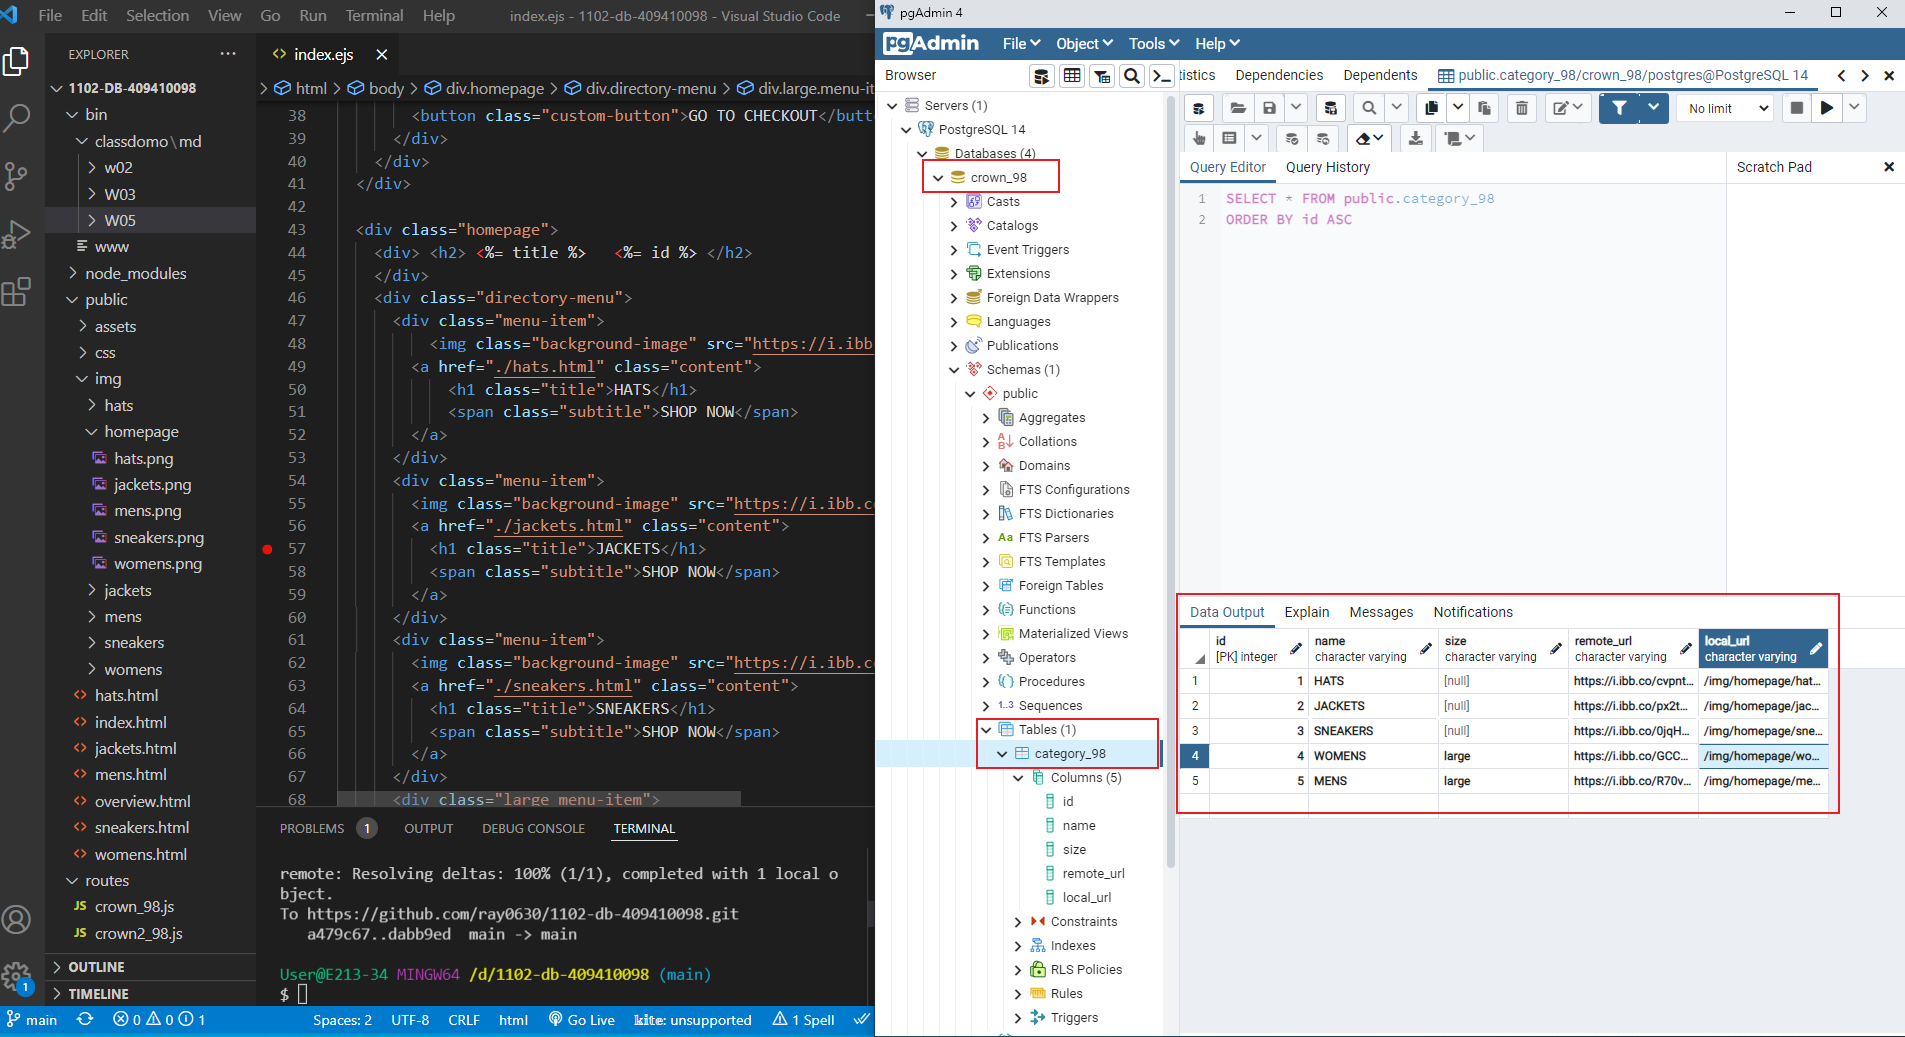 File Edit Selection View Go Run Terminal Help index.ejs - 1102-db-409410098 - Visual Studio Code
EXPLORER
1102-DB-409410098
bin
classdomo\md
w02
W03
W05
www
node_modules
public
assets
css
img
hats
homepage
hats.png
jackets.png
mens.png
sneakers.png
womens.png
jackets
mens
sneakers
womens
hats.html
index.html
jackets.html
mens.html
overview.html
sneakers.html
womens.html
routes
JS crown_98.js
JS crown2_98.js
OUTLINE
TIMELINE
index.ejs
html > body > div.homepage > div.directory-menu > div.large.menu-it
38 <button class="custom-button">GO TO CHECKOUT</butt
39 </div>
40 </div>
41 </div>
42
43 <div class="homepage">
44 <div> <h2> <%= title %> <%= id %> </h2>
45 </div>
46 <div class="directory-menu">
47 <div class="menu-item">
48 <img class="background-image" src="https://i.ibb
49 <a href="./hats.html" class="content">
50 <h1 class="title">HATS</h1>
51 <span class="subtitle">SHOP NOW</span>
52 </a>
53 </div>
54 <div class="menu-item">
55 <img class="background-image" src="https://i.ibb.c
56 <a href="./jackets.html" class="content">
57 <h1 class="title">JACKETS</h1>
58 <span class="subtitle">SHOP NOW</span>
59 </a>
60 </div>
61 <div class="menu-item">
62 <img class="background-image" src="https://i.ibb.c
63 <a href="./sneakers.html" class="content">
64 <h1 class="title">SNEAKERS</h1>
65 <span class="subtitle">SHOP NOW</span>
66 </a>
67 </div>
68 <div class="large menu-item">
PROBLEMS 1 OUTPUT DEBUG CONSOLE TERMINAL
remote: Resolving deltas: 100% (1/1), completed with 1 local o
bject.
To https://github.com/ray0630/1102-db-409410098.git
a479c67..dabb9ed main -> main
User@E213-34 MINGW64 /d/1102-db-409410098 (main)
$
1
main 0 0 1 Spaces: 2 UTF-8 CRLF html Go Live kite: unsupported 1 Spell
pgAdmin 4
pgAdmin File Object Tools Help
Browser
Servers (1)
PostgreSQL 14
Databases (4)
crown_98
Casts
Catalogs
Event Triggers
Extensions
Foreign Data Wrappers
Languages
Publications
Schemas (1)
public
Aggregates
Collations
Domains
FTS Configurations
FTS Dictionaries
FTS Parsers
FTS Templates
Foreign Tables
Functions
Materialized Views
Operators
Procedures
1..3 Sequences
Tables (1)
category_98
Columns (5)
id
name
size
remote_url
local_url
Constraints
Indexes
RLS Policies
Rules
Triggers
tistics Dependencies Dependents public.category_98/crown_98/postgres@PostgreSQL 14
No limit
Query Editor Query History Scratch Pad
1 SELECT * FROM public.category_98
2 ORDER BY id ASC
Data Output Explain Messages Notifications
id name size remote_url local_url
[PK] integer character varying character varying character varying character varying
1 1 HATS [null] https://i.ibb.co/cvpnt... /img/homepage/hat...
2 2 JACKETS [null] https://i.ibb.co/px2t... /img/homepage/jac...
3 3 SNEAKERS [null] https://i.ibb.co/0jqH... /img/homepage/sne...
4 4 WOMENS large https://i.ibb.co/GCC... /img/homepage/wo...
5 5 MENS large https://i.ibb.co/R70v... /img/homepage/me...